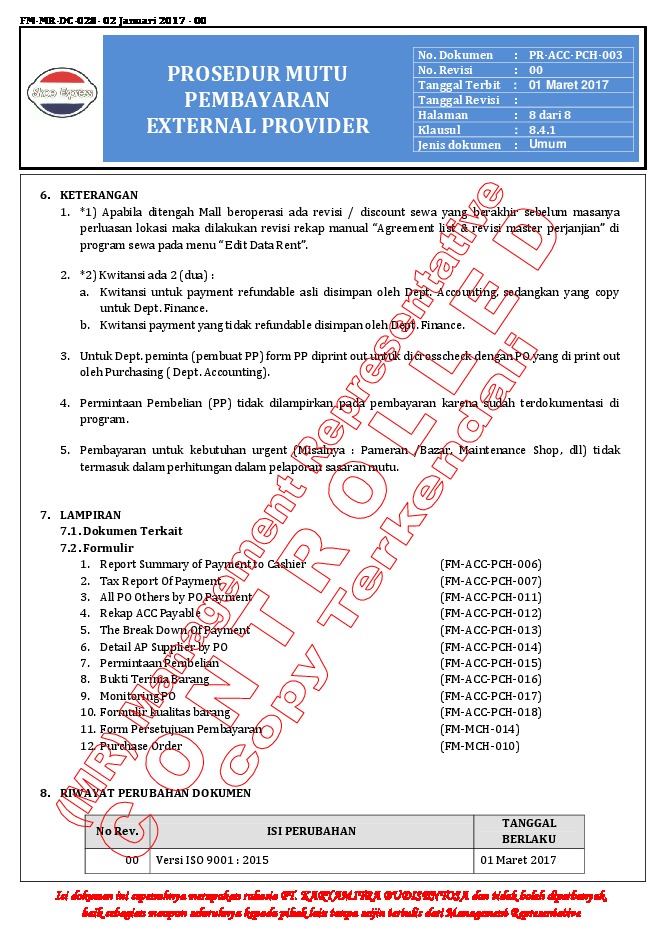 FM-MR-DC-028- 02 Januari 2017 - 00
Shoe Express
PROSEDUR MUTU
PEMBAYARAN
EXTERNAL PROVIDER
No. Dokumen : PR-ACC-PCH-003
No. Revisi : 00
Tanggal Terbit : 01 Maret 2017
Tanggal Revisi :
Halaman : 8 dari 8
Klausul : 8.4.1
Jenis dokumen : Umum
6. KETERANGAN
1. *1) Apabila ditengah Mall beroperasi ada revisi / discount sewa yang berakhir sebelum masanya
perluasan lokasi maka dilakukan revisi rekap manual “Agreement list & revisi master perjanjian” di
program sewa pada menu “Edit Data Rent”.
2. *2) Kwitansi ada 2 (dua) :
a. Kwitansi untuk payment refundable asli disimpan oleh Dept. Accounting, sedangkan yang copy
untuk Dept. Finance.
b. Kwitansi payment yang tidak refundable disimpan oleh Dept. Finance.
3. Untuk Dept. peminta (pembuat PP) form PP diprint out untuk dicrosscheck dengan PO yang di print out
oleh Purchasing ( Dept. Accounting).
4. Permintaan Pembelian (PP) tidak dilampirkan pada pembayaran karena sudah terdokumentasi di
program.
5. Pembayaran untuk kebutuhan urgent (Misalnya : Pameran /Bazar, Maintenance Shop, dll) tidak
termasuk dalam perhitungan dalam pelaporan sasaran mutu.
7. LAMPIRAN
7.1. Dokumen Terkait
7.2. Formulir
1. Report Summary of Payment to Cashier (FM-ACC-PCH-006)
2. Tax Report Of Payment (FM-ACC-PCH-007)
3. All PO Others by PO Payment (FM-ACC-PCH-011)
4. Rekap ACC Payable (FM-ACC-PCH-012)
5. The Break Down Of Payment (FM-ACC-PCH-013)
6. Detail AP Supplier by PO (FM-ACC-PCH-014)
7. Permintaan Pembelian (FM-ACC-PCH-015)
8. Bukti Terima Barang (FM-ACC-PCH-016)
9. Monitoring PO (FM-ACC-PCH-017)
10. Formulir kualitas barang (FM-ACC-PCH-018)
11. Form Persetujuan Pembayaran (FM-MCH-014)
12. Purchase Order (FM-MCH-010)
8. RIWAYAT PERUBAHAN DOKUMEN
No Rev. ISI PERUBAHAN TANGGAL
BERLAKU
00 Versi ISO 9001 : 2015 01 Maret 2017
(MR) Management Representative
CONTROLLED
Copy Terkendali
Isi dokumen ini sepenuhnya merupakan rahasia PT. KARYAMITRA BUDISENTOSA dan tidak boleh diperbanyak,
baik sebagian maupun seluruhnya kepada pihak lain tanpa seijin tertulis dari Management Representative